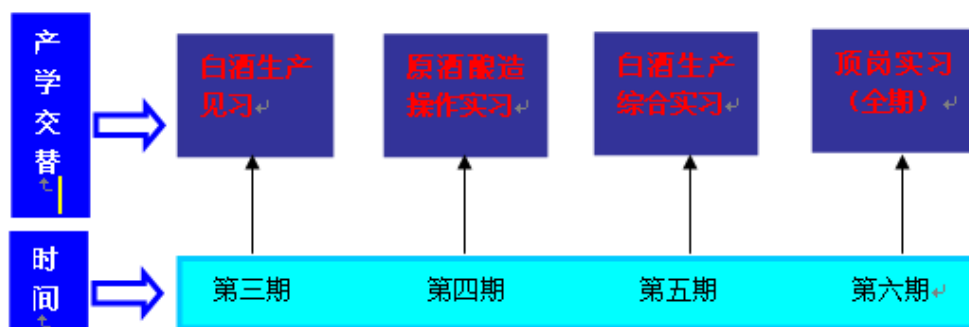 产学交替
白酒生产
见习
原酒酿造
操作实习
白酒生产
综合实习
顶岗实习
（全期）
时间
第三期
第四期
第五期
第六期